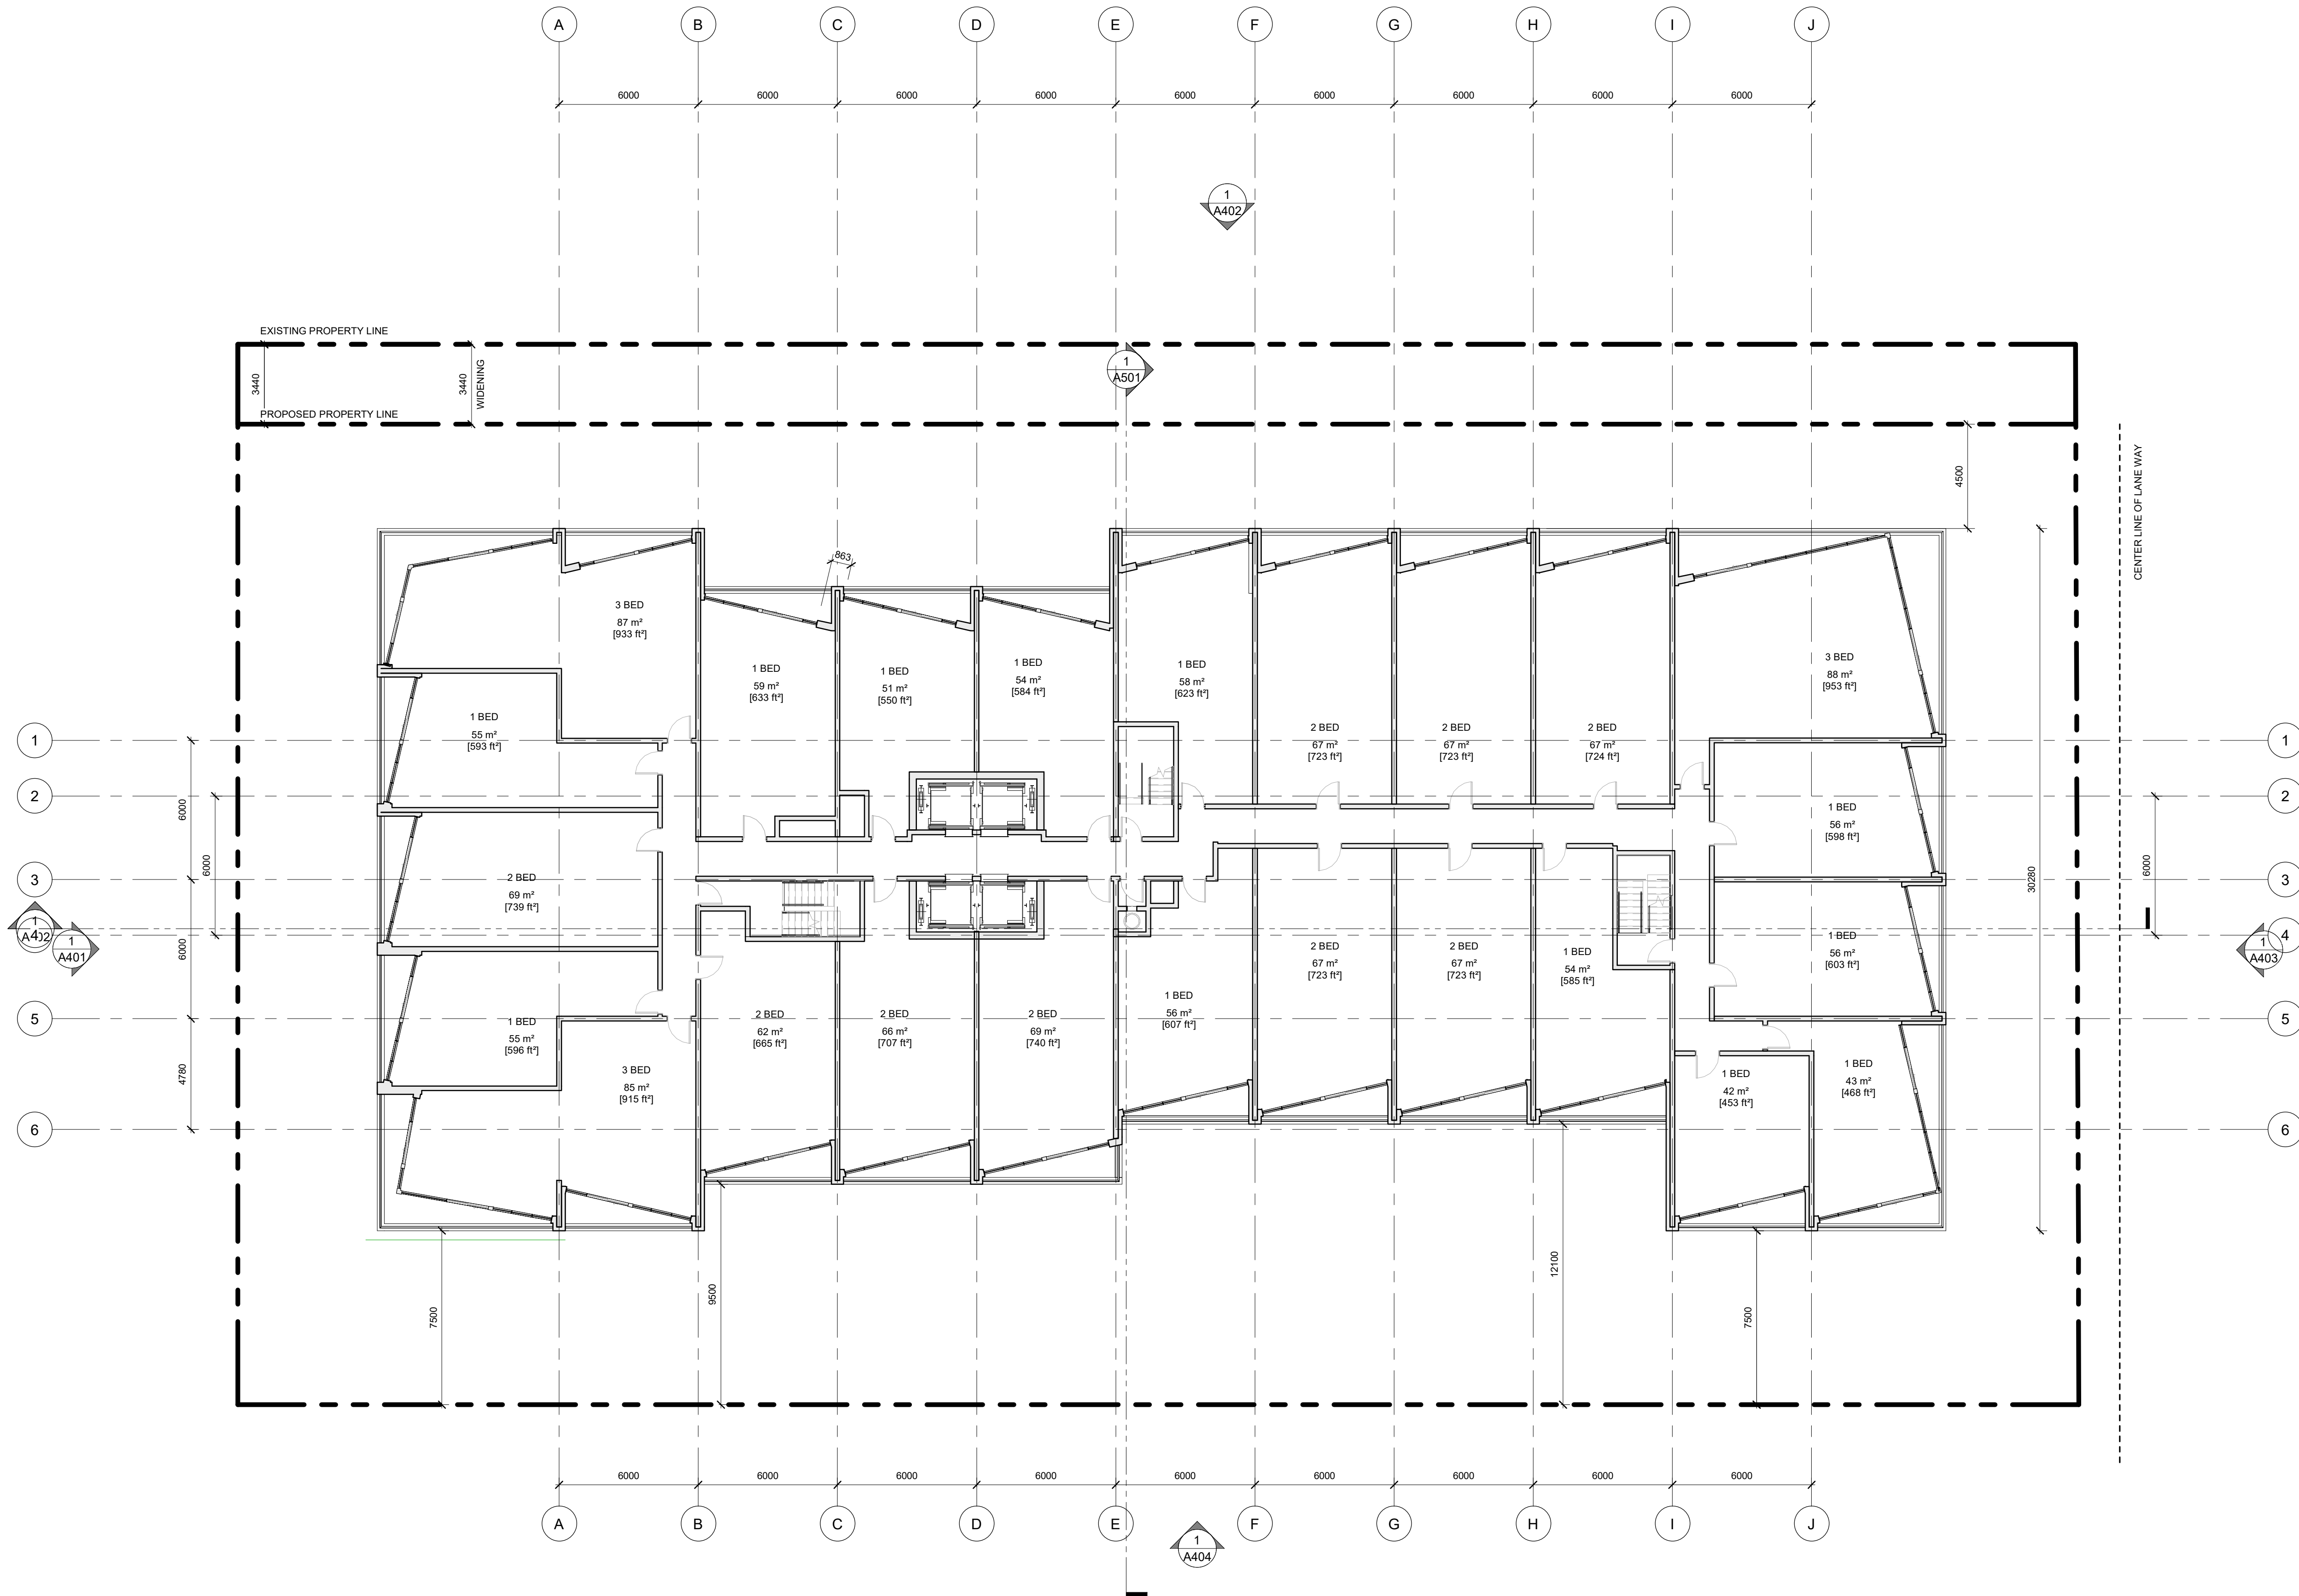 A B C D E F G H I J
6000 6000 6000 6000 6000 6000 6000 6000 6000
1
A402
EXISTING PROPERTY LINE
3440
3440
WIDENING
1
A501
PROPOSED PROPERTY LINE
4500
CENTER LINE OF LANE WAY
863
3 BED
87 m²
[933 ft²]
1 BED
59 m²
[633 ft²]
1 BED
51 m²
[550 ft²]
1 BED
54 m²
[584 ft²]
1 BED
58 m²
[623 ft²]
3 BED
88 m²
[953 ft²]
1 BED
55 m²
[593 ft²]
2 BED
67 m²
[723 ft²]
2 BED
67 m²
[723 ft²]
2 BED
67 m²
[724 ft²]
1
1
2
2
6000
6000
1 BED
56 m²
[598 ft²]
3
3
6000
30280
2 BED
69 m²
[739 ft²]
1
A402
4
1
A401
6000
2 BED
67 m²
[723 ft²]
2 BED
67 m²
[723 ft²]
1 BED
54 m²
[585 ft²]
1 BED
56 m²
[603 ft²]
4
1
A403
5
5
1 BED
55 m²
[596 ft²]
2 BED
62 m²
[665 ft²]
2 BED
66 m²
[707 ft²]
2 BED
69 m²
[740 ft²]
1 BED
56 m²
[607 ft²]
4780
3 BED
85 m²
[915 ft²]
1 BED
42 m²
[453 ft²]
1 BED
43 m²
[468 ft²]
6
6
7500
9500
12100
7500
6000 6000 6000 6000 6000 6000 6000 6000 6000
A B C D E F G H I J
1
A404